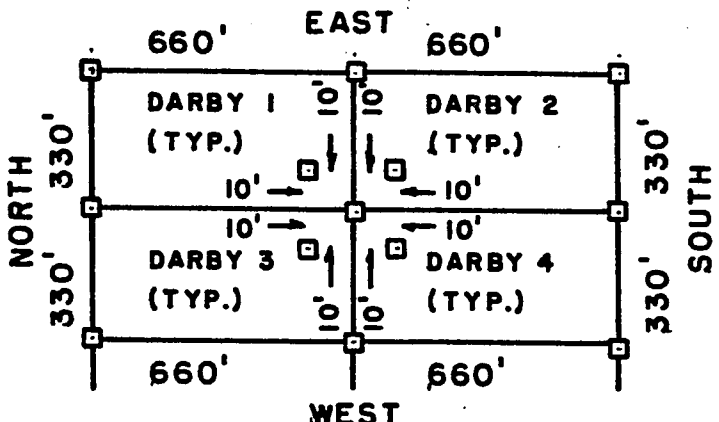 EAST
660' 660'
10' 10'
DARBY 1 DARBY 2
(TYP.) (TYP.)
330' 330'
10' 10'
NORTH SOUTH
10' 10'
DARBY 3 DARBY 4
(TYP.) (TYP.)
330' 330'
10' 10'
660' 660'
WEST